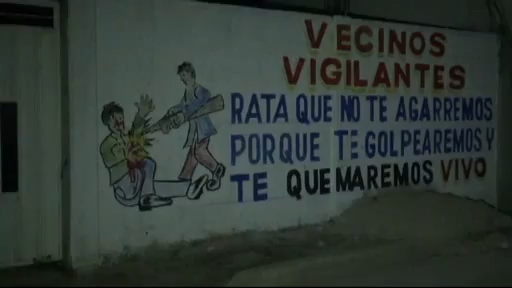 VECINOS
VIGILANTES
RATA QUE NO TE AGARREMOS
PORQUE TE GOLPEAREMOS Y
TE QUEMAREMOS VIVO